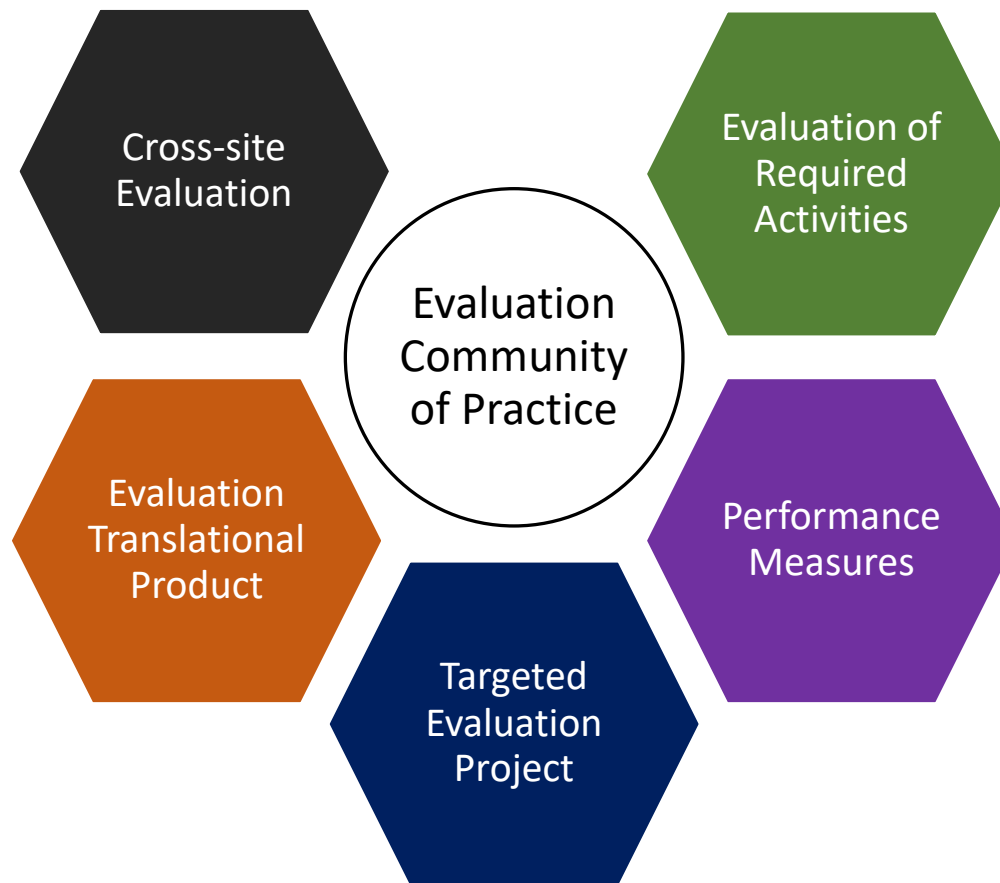 Cross-site
Evaluation
Evaluation of
Required
Activities
Evaluation
Community
of Practice
Evaluation
Translational
Product
Performance
Measures
Targeted
Evaluation
Project